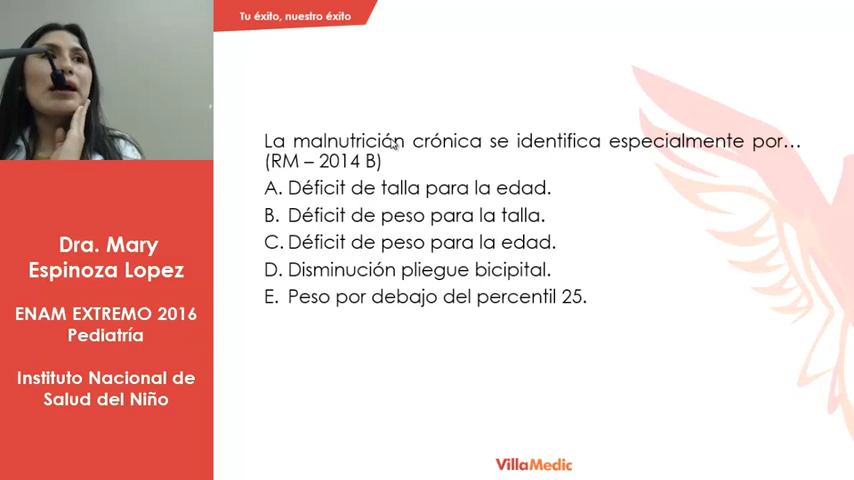 Tu éxito, nuestro éxito
La malnutrición crónica se identifica especialmente por...
(RM – 2014 B)
A. Déficit de talla para la edad.
B. Déficit de peso para la talla.
C. Déficit de peso para la edad.
D. Disminución pliegue bicipital.
E. Peso por debajo del percentil 25.
Dra. Mary
Espinoza Lopez
ENAM EXTREMO 2016
Pediatría
Instituto Nacional de
Salud del Niño
VillaMedic